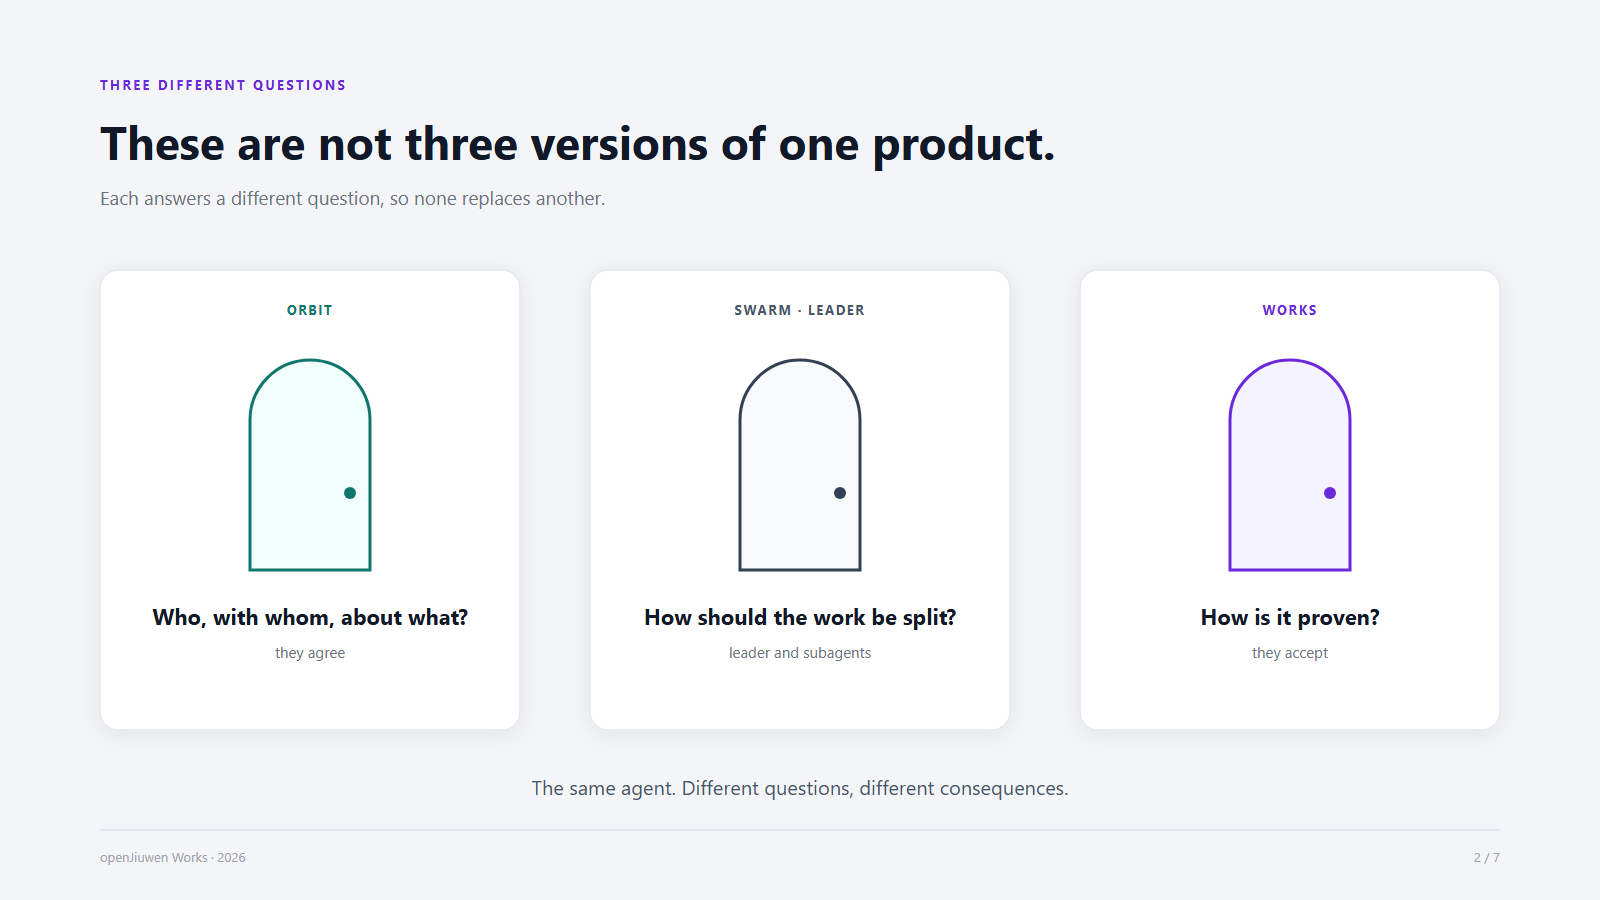 THREE DIFFERENT QUESTIONS
These are not three versions of one product.
Each answers a different question, so none replaces another.
ORBIT
Who, with whom, about what?
they agree
SWARM · LEADER
How should the work be split?
leader and subagents
WORKS
How is it proven?
they accept
The same agent. Different questions, different consequences.
openJiuwen Works · 2026
2 / 7